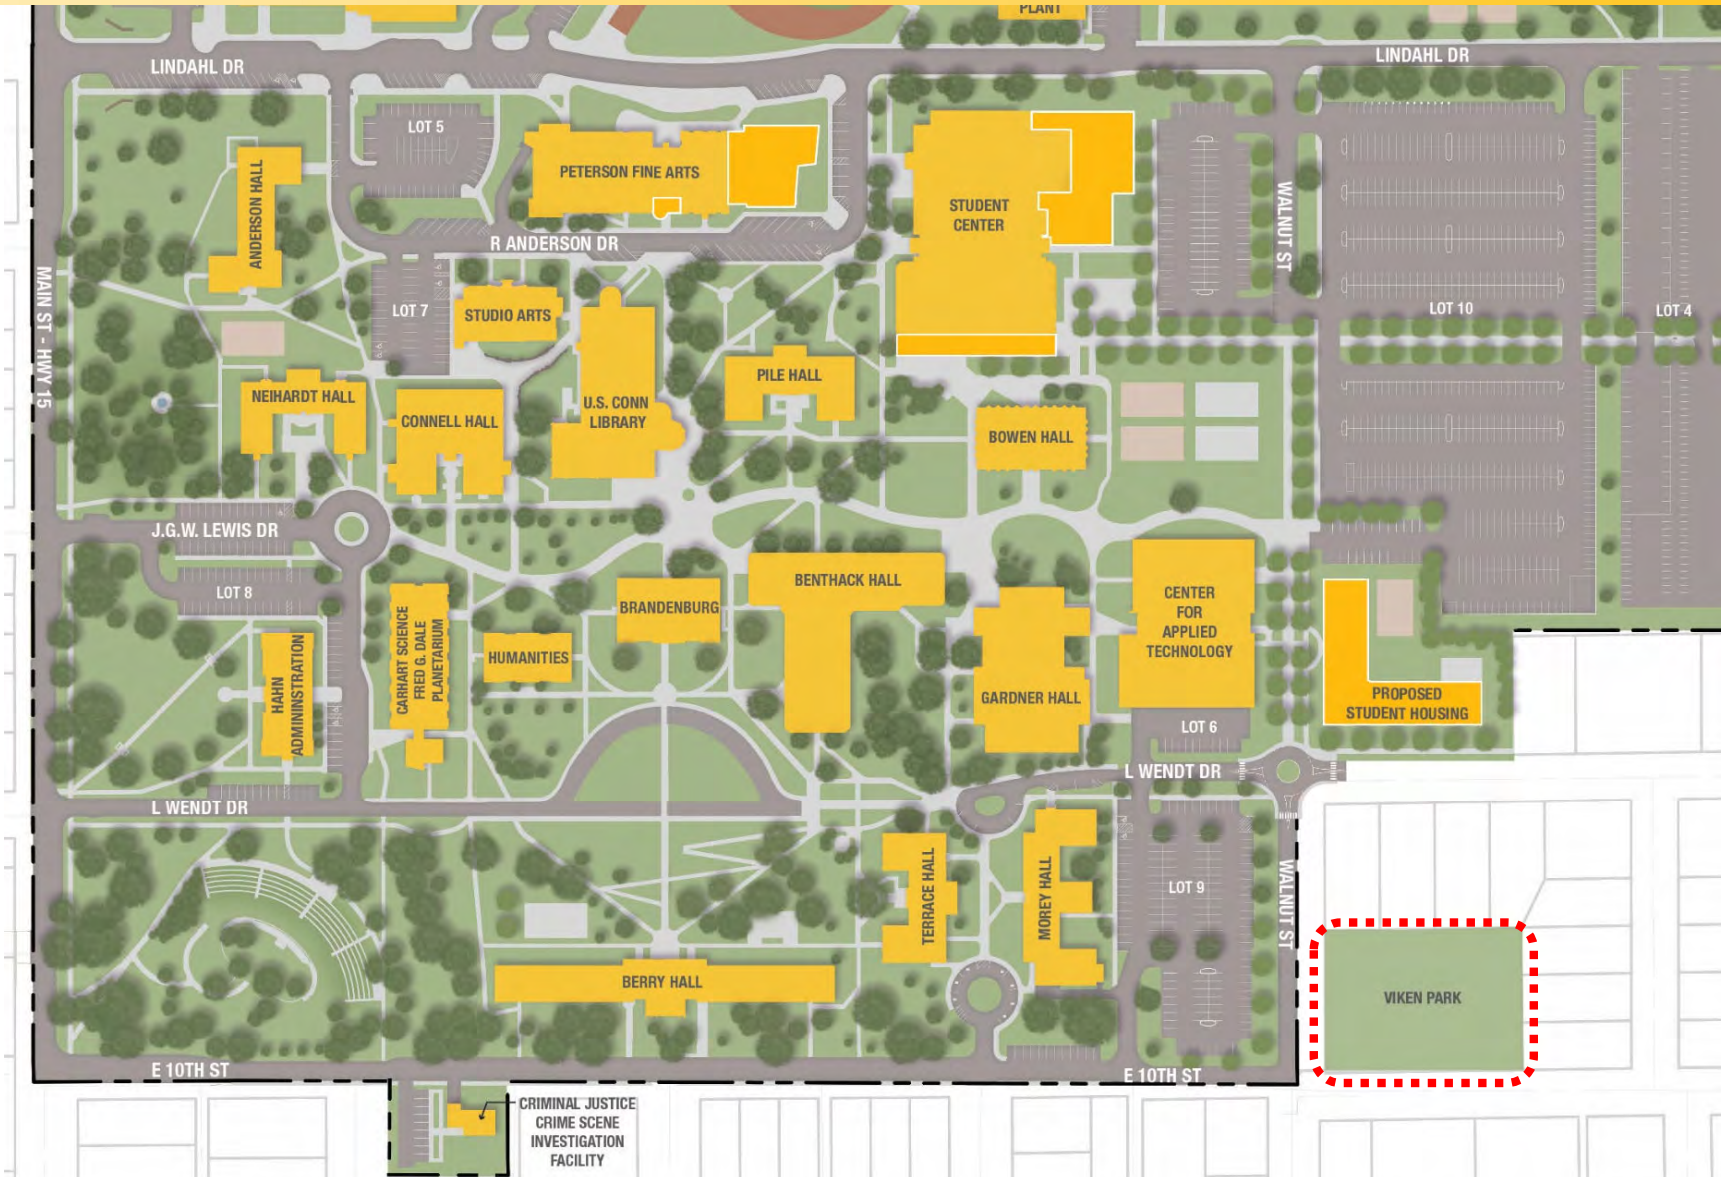 PLANT
LINDAHL DR
LINDAHL DR
LOT 5
PETERSON FINE ARTS
ANDERSON HALL
STUDENT
CENTER
WALNUT ST
R ANDERSON DR
MAIN ST - HWY 15
LOT 7
STUDIO ARTS
LOT 10
LOT 4
PILE HALL
NEIHARDT HALL
U.S. CONN
LIBRARY
CONNELL HALL
BOWEN HALL
J.G.W. LEWIS DR
BENTHACK HALL
LOT 8
BRANDENBURG
CENTER
FOR
APPLIED
TECHNOLOGY
CARHART SCIENCE
FRED G. DALE
PLANETARIUM
HUMANITIES
HAHN
ADMININSTRATION
GARDNER HALL
PROPOSED
STUDENT HOUSING
LOT 6
L WENDT DR
L WENDT DR
LOT 9
WALNUT ST
TERRACE HALL
MOREY HALL
BERRY HALL
VIKEN PARK
E 10TH ST
E 10TH ST
CRIMINAL JUSTICE
CRIME SCENE
INVESTIGATION
FACILITY